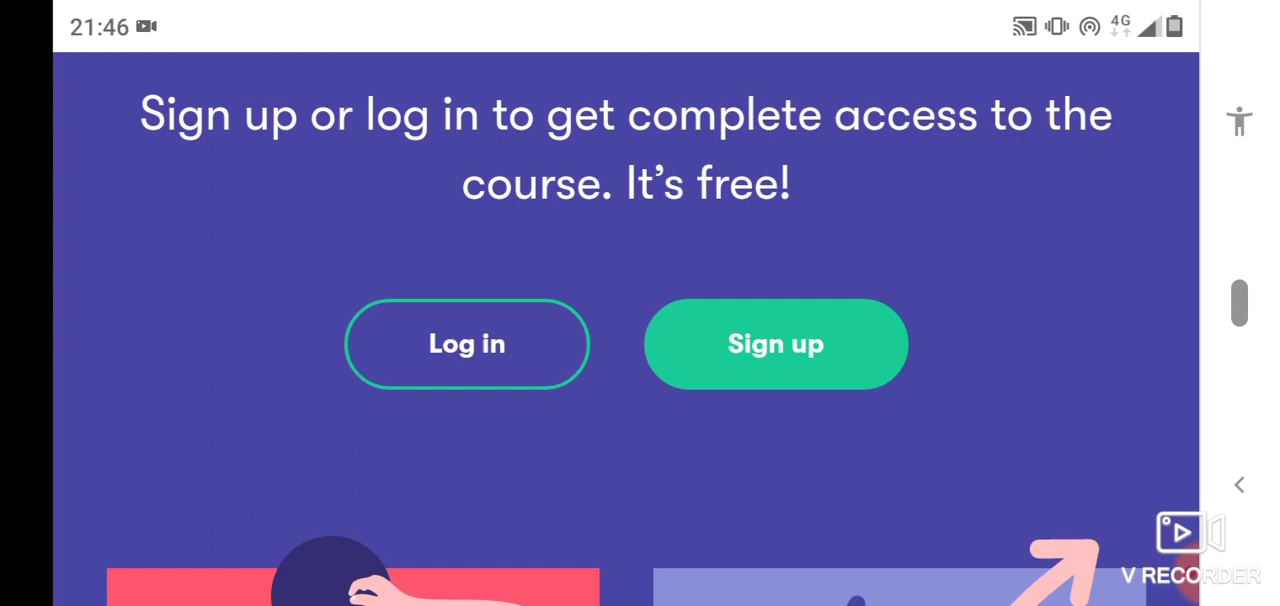 21:46
4G
Sign up or log in to get complete access to the
course. It’s free!
Log in
Sign up
V RECORDER